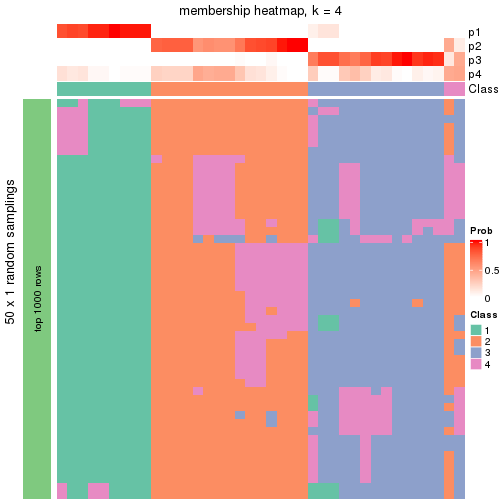 membership heatmap, k = 4
p1
p2
p3
p4
Class
50 x 1 random samplings
top 1000 rows
Prob
1
0.5
0
Class
1
2
3
4